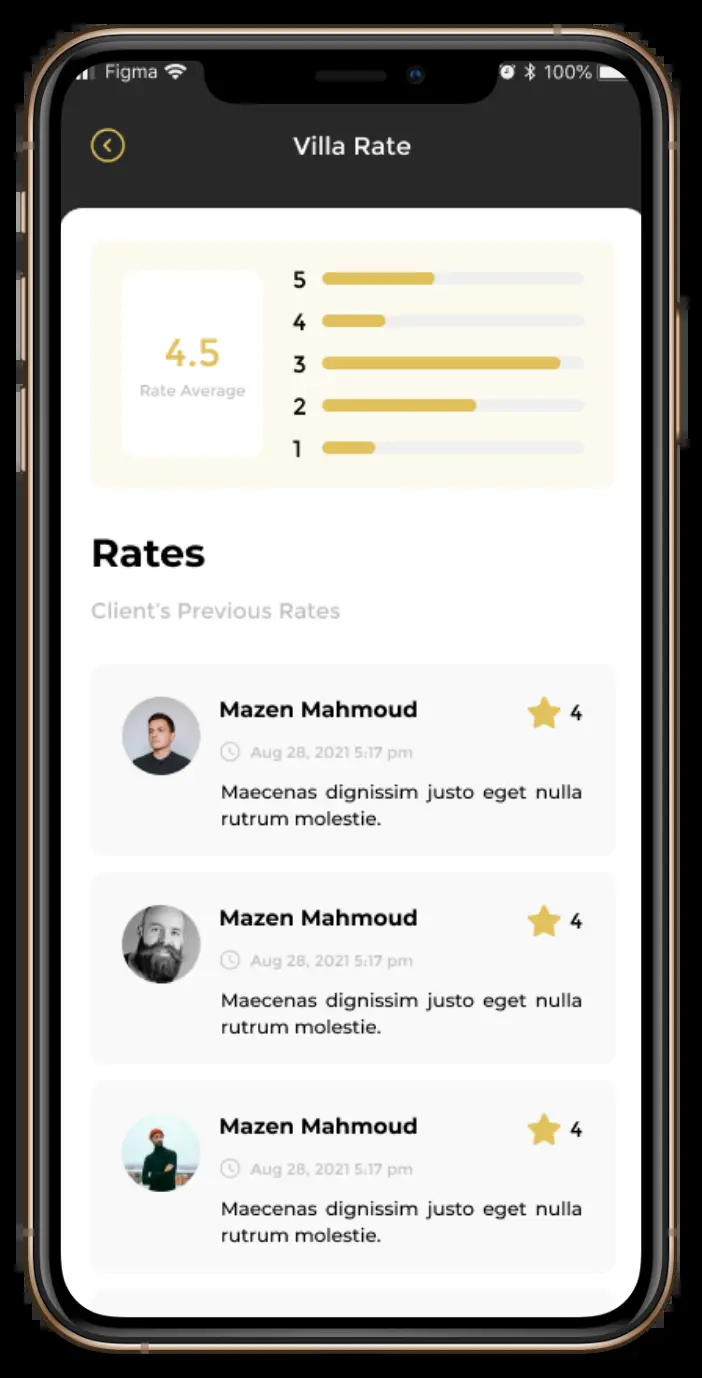 Figma 100%
Villa Rate
4.5
Rate Average
5
4
3
2
1
Rates
Client's Previous Rates
Mazen Mahmoud 4
Aug 28, 2021 5:17 pm
Maecenas dignissim justo eget nulla
rutrum molestie.
Mazen Mahmoud 4
Aug 28, 2021 5:17 pm
Maecenas dignissim justo eget nulla
rutrum molestie.
Mazen Mahmoud 4
Aug 28, 2021 5:17 pm
Maecenas dignissim justo eget nulla
rutrum molestie.